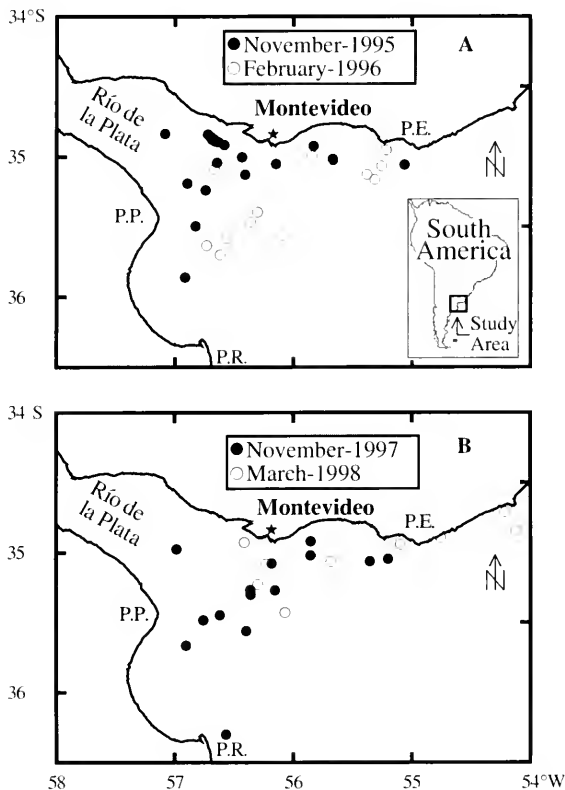 34°S
A
November-1995
February-1996
Río de
la Plata
Montevideo
P.E.
N
35
P.P.
South
America
Study
Area
36
P.R.
34°S
B
November-1997
March-1998
Río de
la Plata
Montevideo
P.E.
N
35
P.P.
36
P.R.
58
57
56
55
54°W